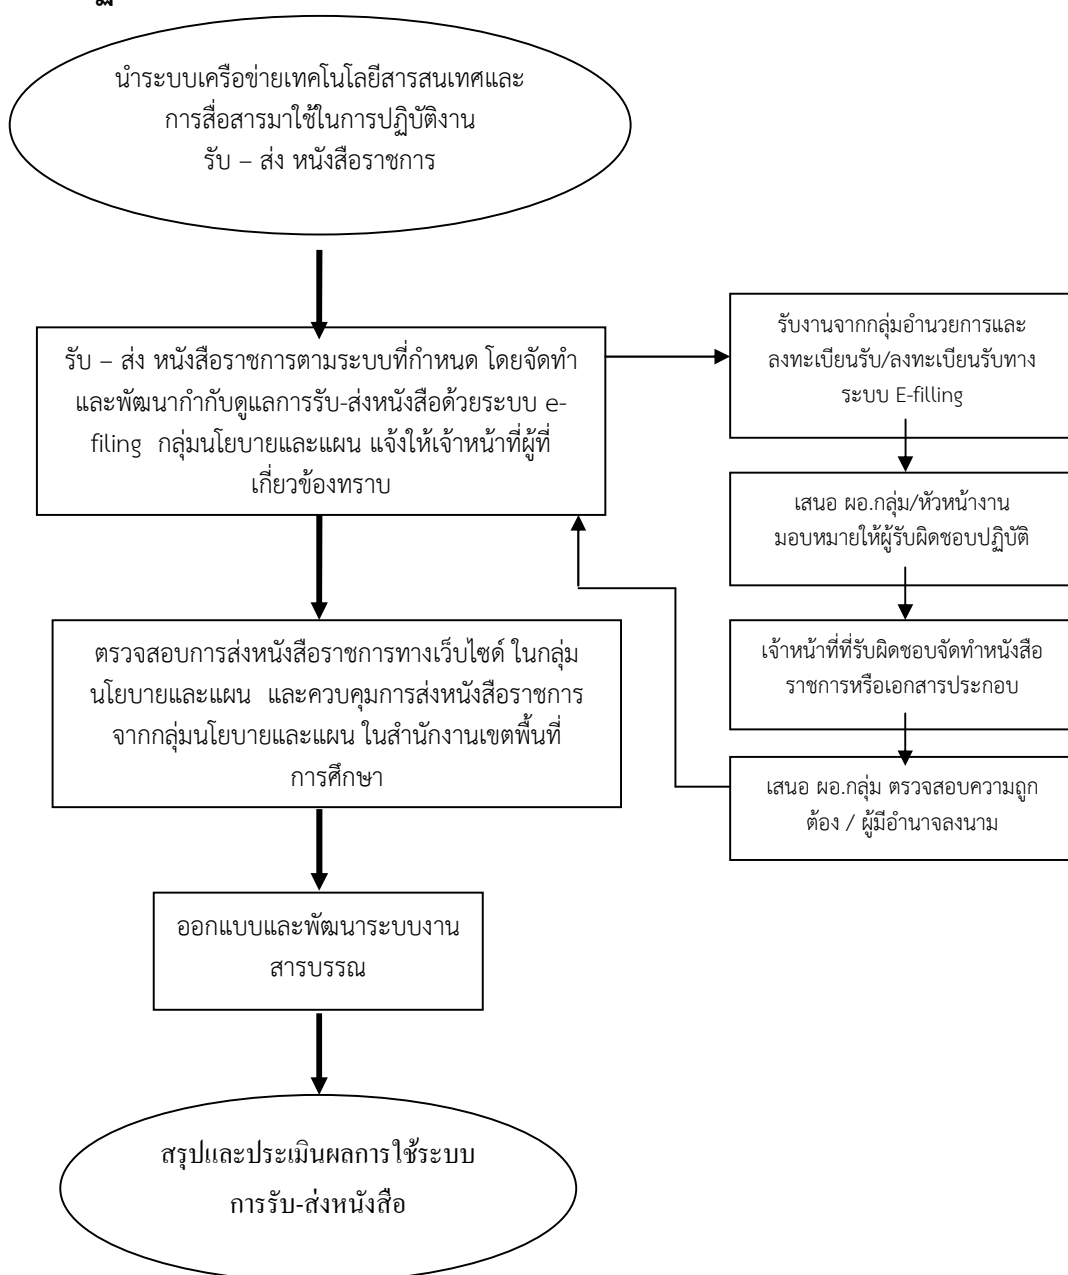 นำระบบเครือข่ายเทคโนโลยีสารสนเทศและ
การสื่อสารมาใช้ในการปฏิบัติงาน
รับ – ส่ง หนังสือราชการ
รับ – ส่ง หนังสือราชการตามระบบที่กำหนด โดยจัดทำ
และพัฒนากำกับดูแลการรับ-ส่งหนังสือด้วยระบบ e-
filing กลุ่มนโยบายและแผน แจ้งให้เจ้าหน้าที่ผู้ที่
เกี่ยวข้องทราบ
รับงานจากกลุ่มอำนวยการและ
ลงทะเบียนรับ/ลงทะเบียนรับทาง
ระบบ E-filling
เสนอ ผอ.กลุ่ม/หัวหน้างาน
มอบหมายให้ผู้รับผิดชอบปฏิบัติ
เจ้าหน้าที่ที่รับผิดชอบจัดทำหนังสือ
ราชการหรือเอกสารประกอบ
เสนอ ผอ.กลุ่ม ตรวจสอบความถูก
ต้อง / ผู้มีอำนาจลงนาม
ตรวจสอบการส่งหนังสือราชการทางเว็บไซด์ ในกลุ่ม
นโยบายและแผน และควบคุมการส่งหนังสือราชการ
จากกลุ่มนโยบายและแผน ในสำนักงานเขตพื้นที่
การศึกษา
ออกแบบและพัฒนาระบบงาน
สารบรรณ
สรุปและประเมินผลการใช้ระบบ
การรับ-ส่งหนังสือ